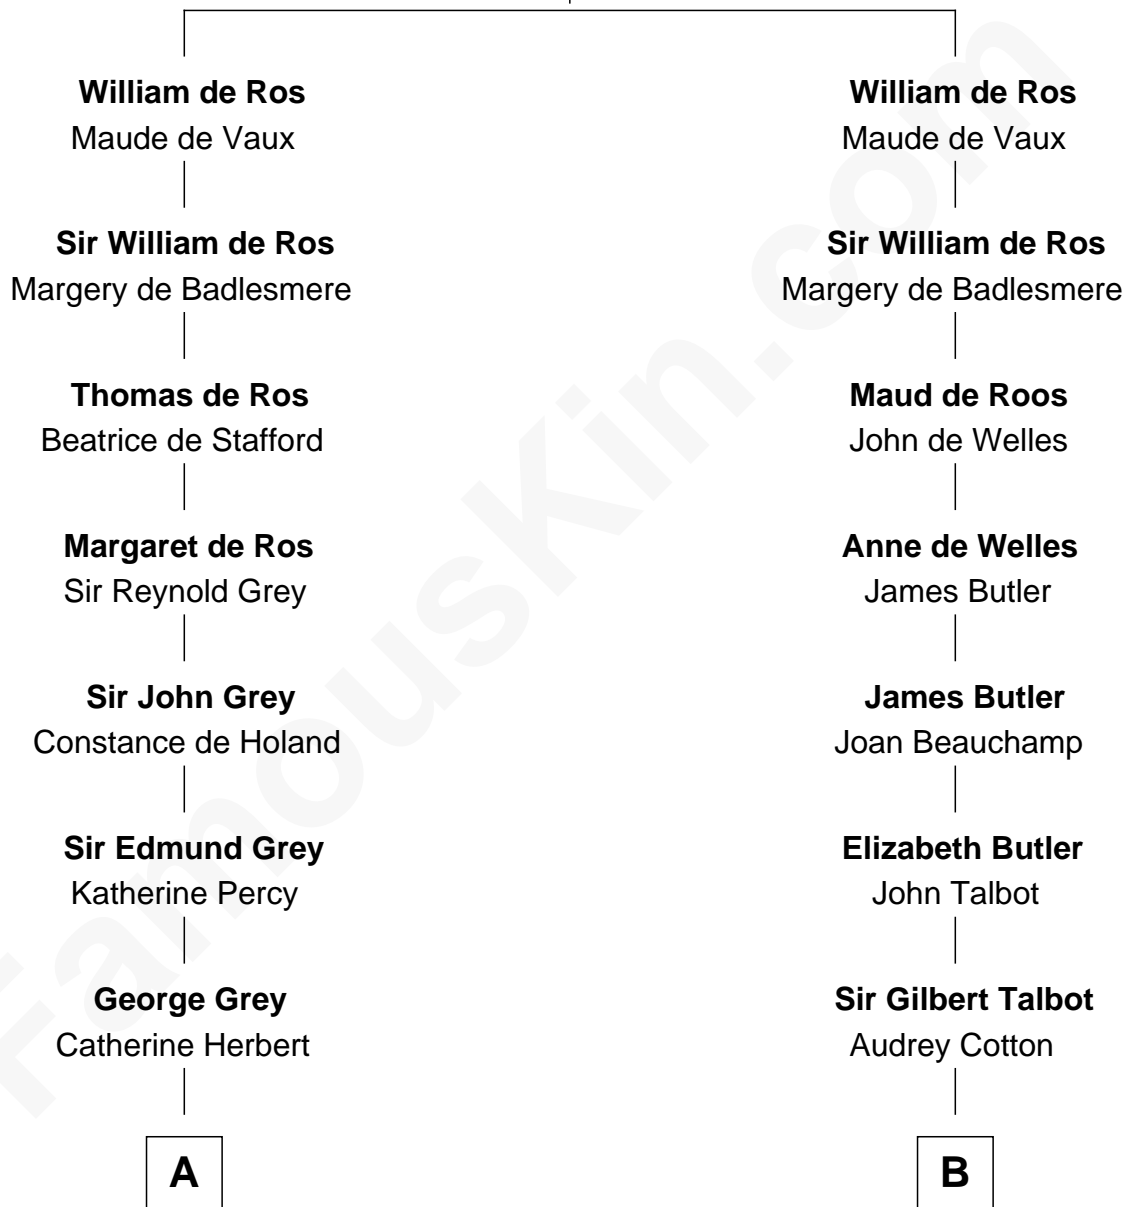 William de Ros
Maude de Vaux
Sir William de Ros
Margery de Badlesmere
Thomas de Ros
Beatrice de Stafford
Margaret de Ros
Sir Reynold Grey
Sir John Grey
Constance de Holand
Sir Edmund Grey
Katherine Percy
George Grey
Catherine Herbert
A
William de Ros
Maude de Vaux
Sir William de Ros
Margery de Badlesmere
Maud de Roos
John de Welles
Anne de Welles
James Butler
James Butler
Joan Beauchamp
Elizabeth Butler
John Talbot
Sir Gilbert Talbot
Audrey Cotton
B
FamousKin.com